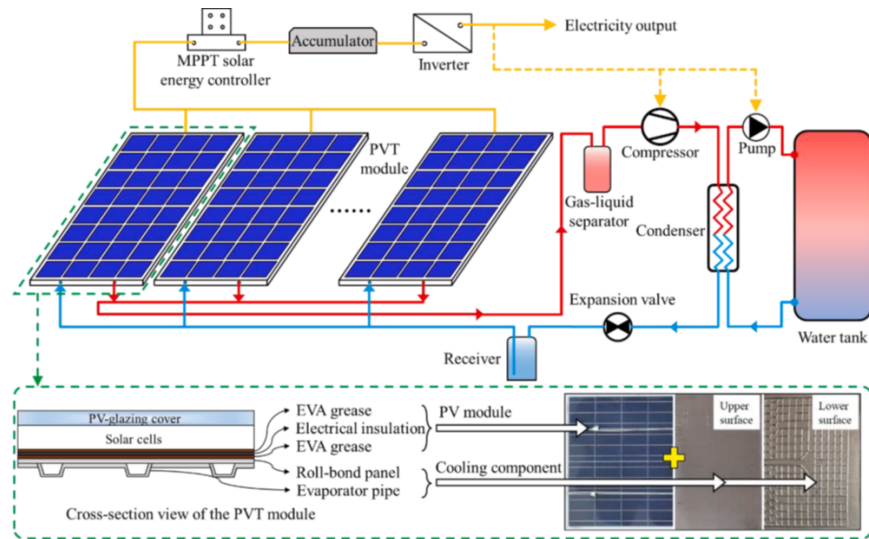 Electricity output
MPPT solar
energy controller
Accumulator
Inverter
PVT
module
......
Gas-liquid
separator
Compressor
Pump
Condenser
Expansion valve
Receiver
Water tank
PV-glazing cover
Solar cells
EVA grease
Electrical insulation
EVA grease
Roll-bond panel
Evaporator pipe
PV module
Cooling component
Upper
surface
Lower
surface
Cross-section view of the PVT module